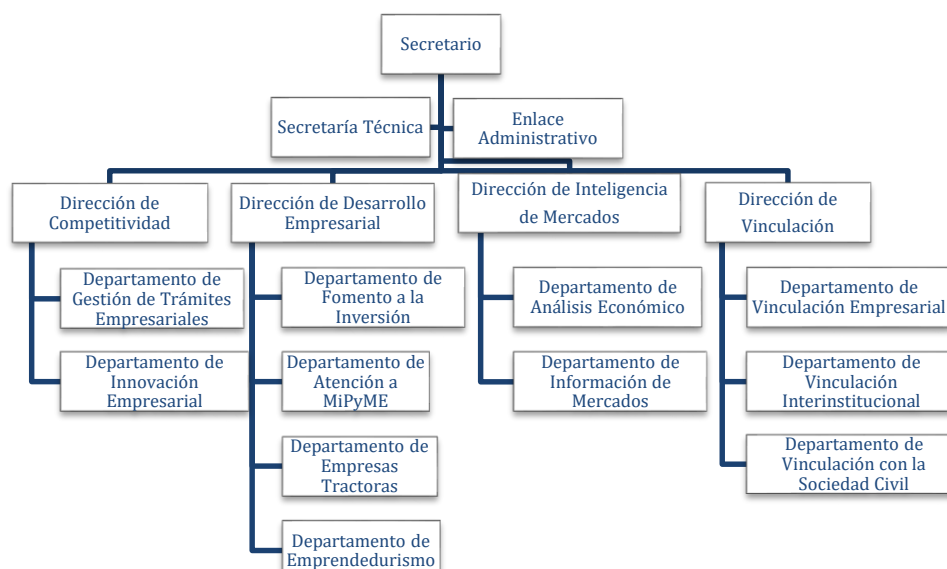 Secretario
Secretaría Técnica
Enlace
Administrativo
Dirección de
Competitividad
Dirección de Desarrollo
Empresarial
Dirección de Inteligencia
de Mercados
Dirección de
Vinculación
Departamento de
Gestión de Trámites
Empresariales
Departamento de
Innovación
Empresarial
Departamento de
Fomento a la
Inversión
Departamento de
Atención a
MiPyME
Departamento de
Empresas
Tractoras
Departamento de
Emprendedurismo
Departamento de
Análisis Económico
Departamento de
Información de
Mercados
Departamento de
Vinculación Empresarial
Departamento de
Vinculación
Interinstitucional
Departamento de
Vinculación con la
Sociedad Civil